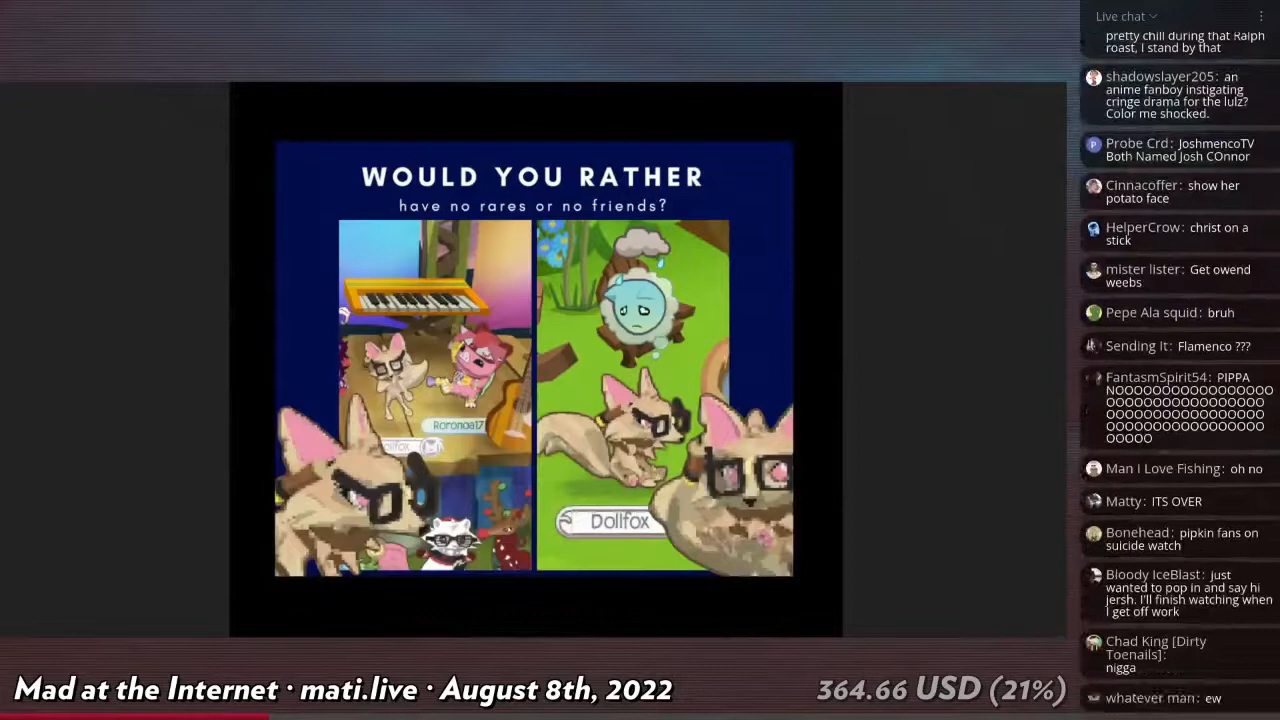 WOULD YOU RATHER
have no rares or no friends?
Roronoa17
Dollfox
Live chat
pretty chill during that Ralph
roast, I stand by that
shadowslayer205: an
anime fanboy instigating
cringe drama for the lulz?
Color me shocked.
Probe Crd: JoshmencoTV
Both Named Josh COnnor
Cinnacoffer: show her
potato face
HelperCrow: christ on a
stick
mister lister: Get owend
weebs
Pepe Ala squid: bruh
Sending It: Flamenco ???
FantasmSpirit54: PIPPA
NOOOOOOOOOOOOOOOOO
OOOOOOOOOOOOOOOOOO
OOOOOOOOOOOOOOOOOO
OOOOOOOOOOOOOOOOOO
OOOOO
Man I Love Fishing: oh no
Matty: ITS OVER
Bonehead: pipkin fans on
suicide watch
Bloody IceBlast: just
wanted to pop in and say hi
jersh. I'll finish watching when
I get off work
Chad King [Dirty
Toenails]:
nigga
whatever man: ew
Mad at the Internet · mati.live · August 8th, 2022
364.66 USD (21%)